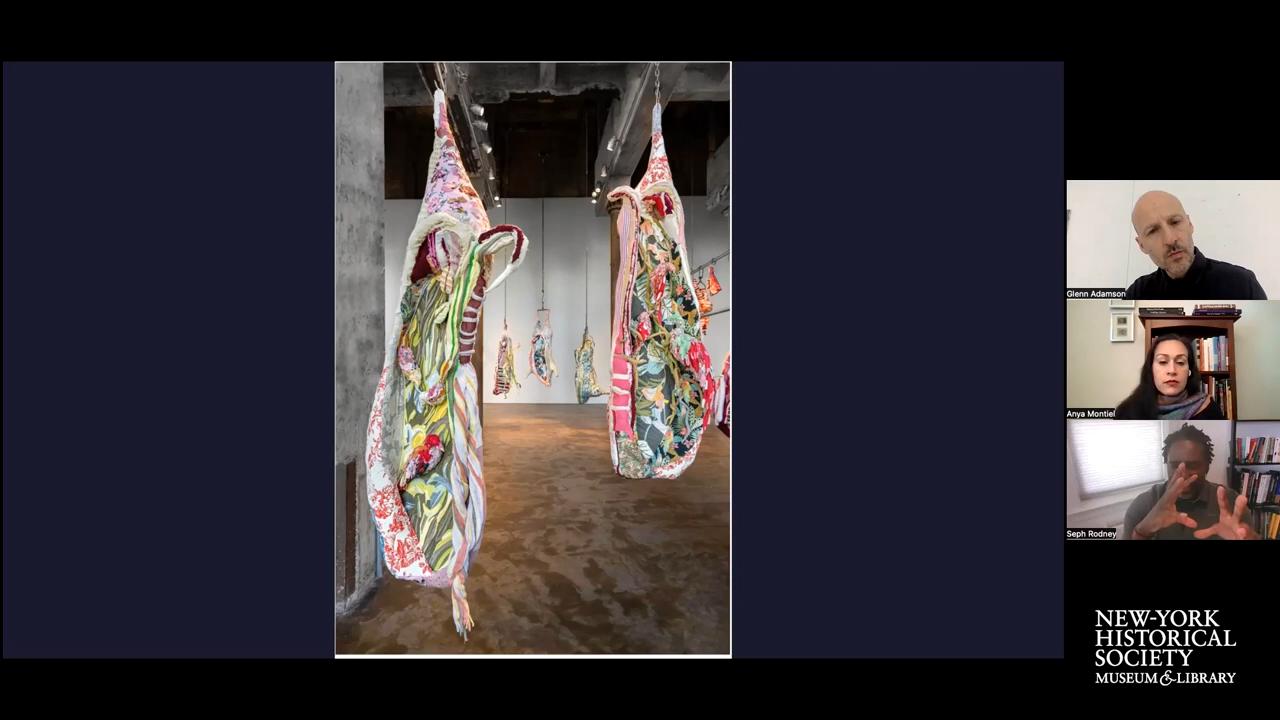 Glenn Adamson
Anya Montiel
Seph Rodney
NEW-YORK
HISTORICAL
SOCIETY
MUSEUM & LIBRARY